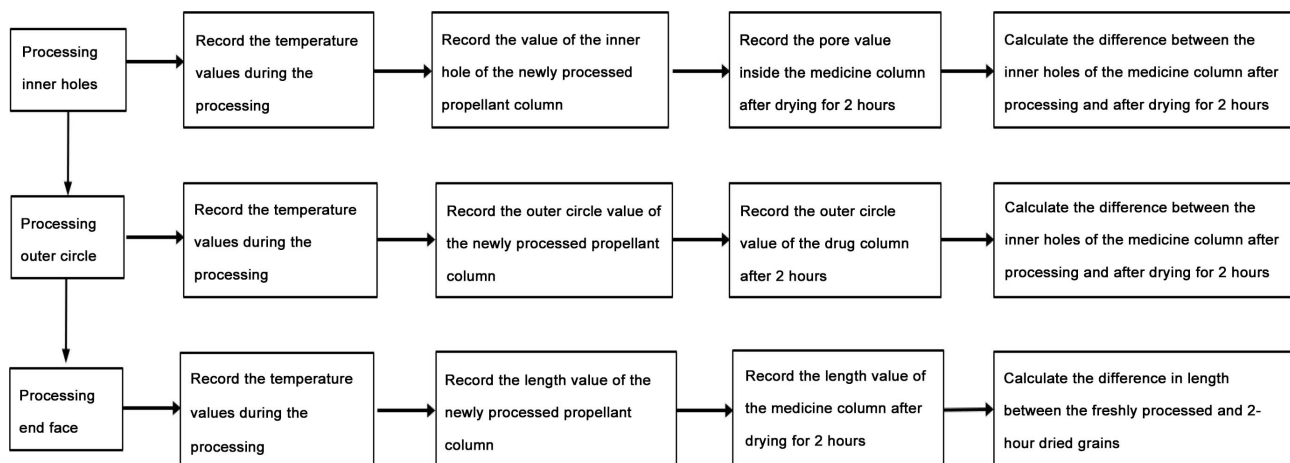 Processing
inner holes
Record the temperature
values during the
processing
Record the value of the inner
hole of the newly processed
propellant column
Record the pore value
inside the medicine column
after drying for 2 hours
Calculate the difference between the
inner holes of the medicine column after
processing and after drying for 2 hours
Processing
outer circle
Record the temperature
values during the
processing
Record the outer circle value of
the newly processed propellant
column
Record the outer circle
value of the drug column
after 2 hours
Calculate the difference between the
inner holes of the medicine column after
processing and after drying for 2 hours
Processing
end face
Record the temperature
values during the
processing
Record the length value of the
newly processed propellant
column
Record the length value of
the medicine column after
drying for 2 hours
Calculate the difference in length
between the freshly processed and 2-
hour dried grains